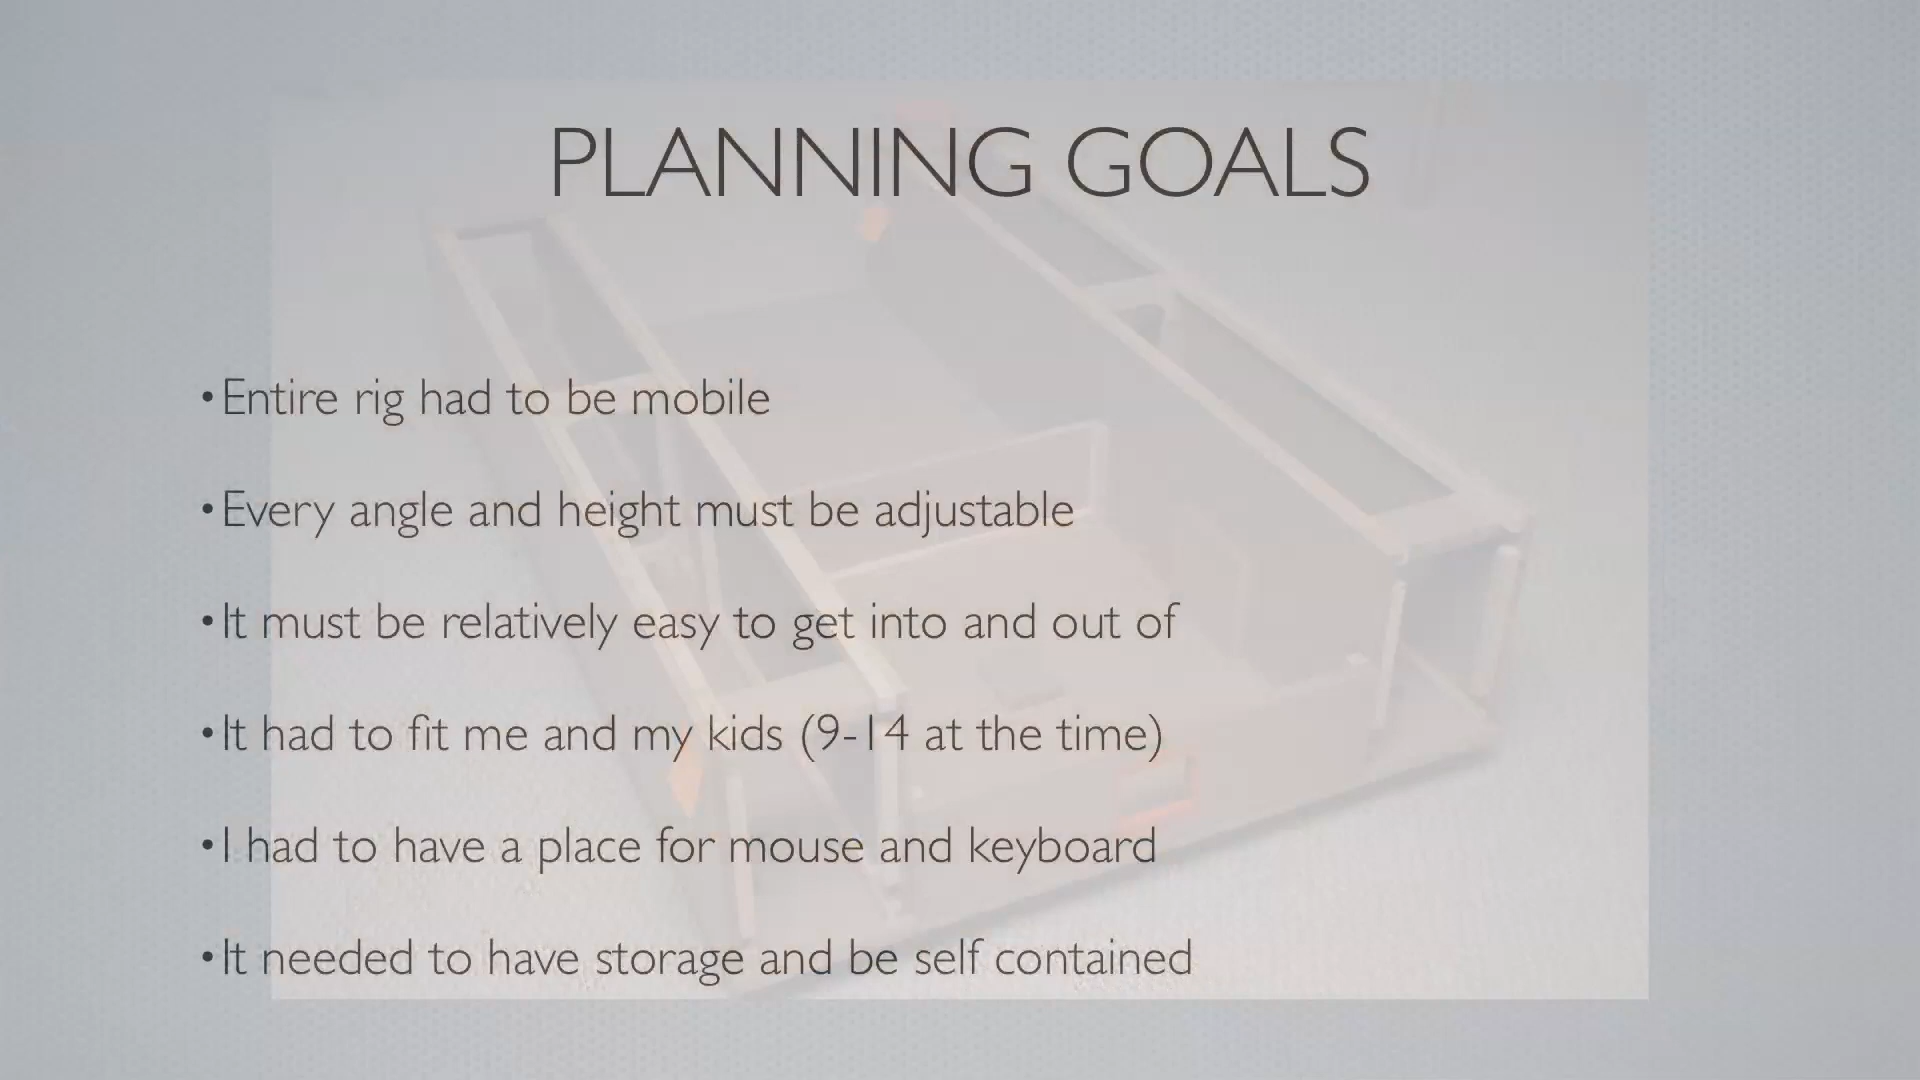 PLANNING GOALS
•Entire rig had to be mobile
•Every angle and height must be adjustable
•It must be relatively easy to get into and out of
•It had to fit me and my kids (9-14 at the time)
•I had to have a place for mouse and keyboard
•It needed to have storage and be self contained